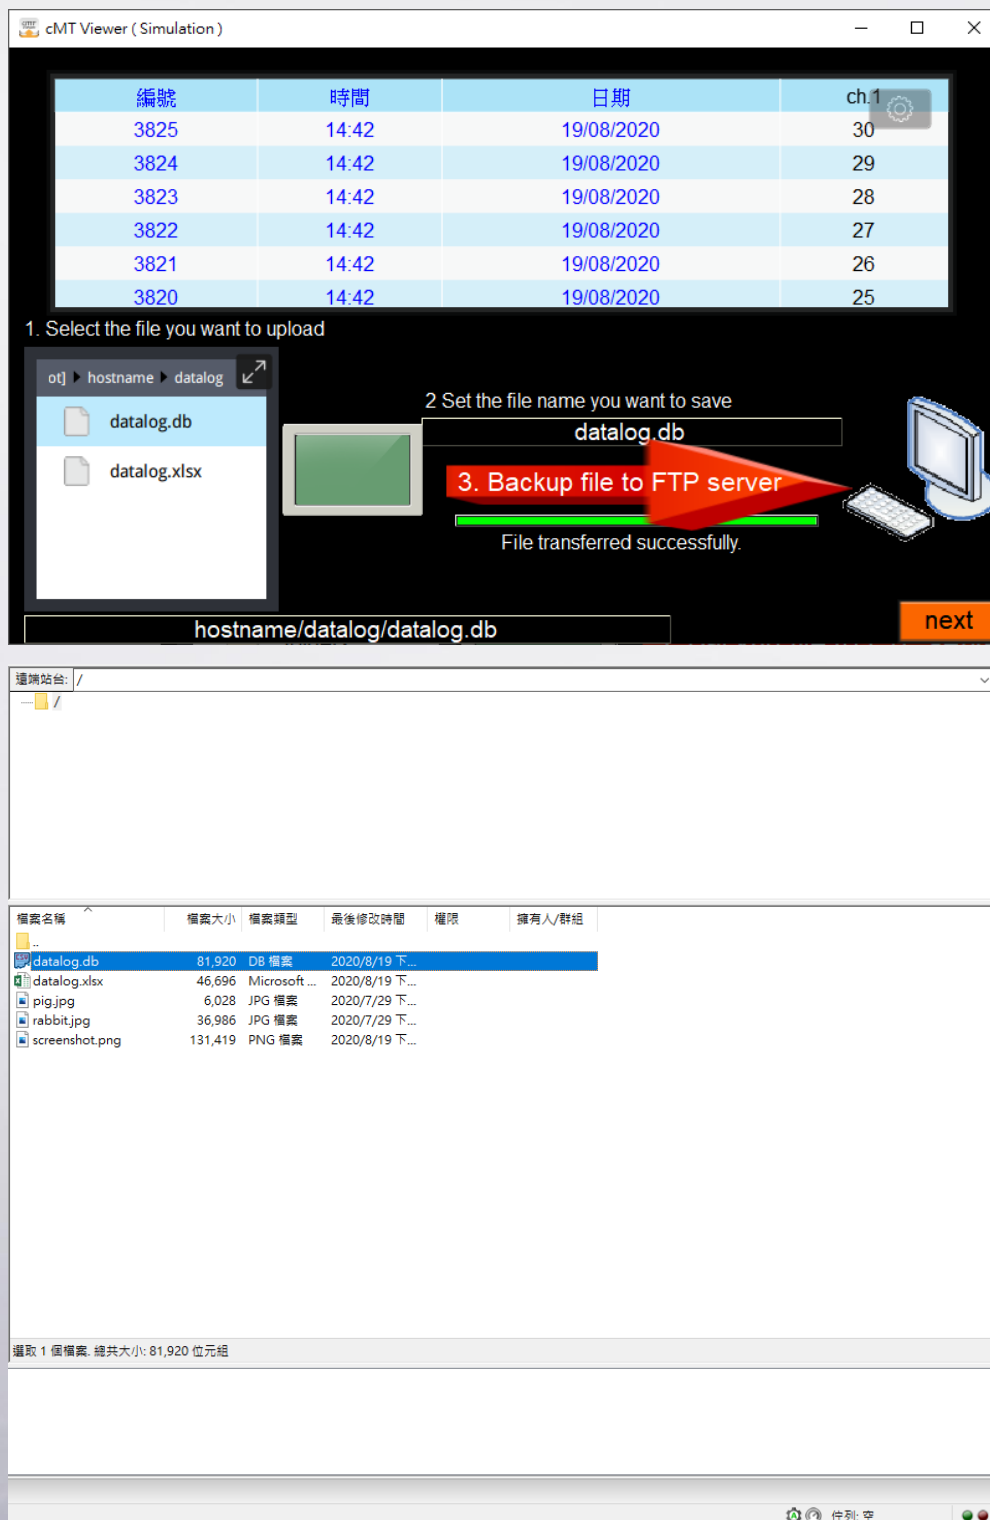 cMT Viewer ( Simulation )
編號 時間 日期 ch.1
3825 14:42 19/08/2020 30
3824 14:42 19/08/2020 29
3823 14:42 19/08/2020 28
3822 14:42 19/08/2020 27
3821 14:42 19/08/2020 26
3820 14:42 19/08/2020 25
1. Select the file you want to upload
ot] hostname datalog
datalog.db
datalog.xlsx
2 Set the file name you want to save
datalog.db
3. Backup file to FTP server
File transferred successfully.
hostname/datalog/datalog.db
next
遠端站台: /
/
檔案名稱 檔案大小 檔案類型 最後修改時間 權限 擁有人/群組
..
datalog.db 81,920 DB 檔案 2020/8/19 下...
datalog.xlsx 46,696 Microsoft ... 2020/8/19 下...
pig.jpg 6,028 JPG 檔案 2020/7/29 下...
rabbit.jpg 36,986 JPG 檔案 2020/7/29 下...
screenshot.png 131,419 PNG 檔案 2020/8/19 下...
選取 1 個檔案. 總共大小: 81,920 位元組
佇列: 空